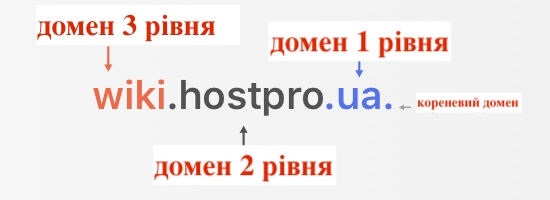 домен 3 рівня
домен 1 рівня
wiki.hostpro.ua.
кореневий домен
домен 2 рівня